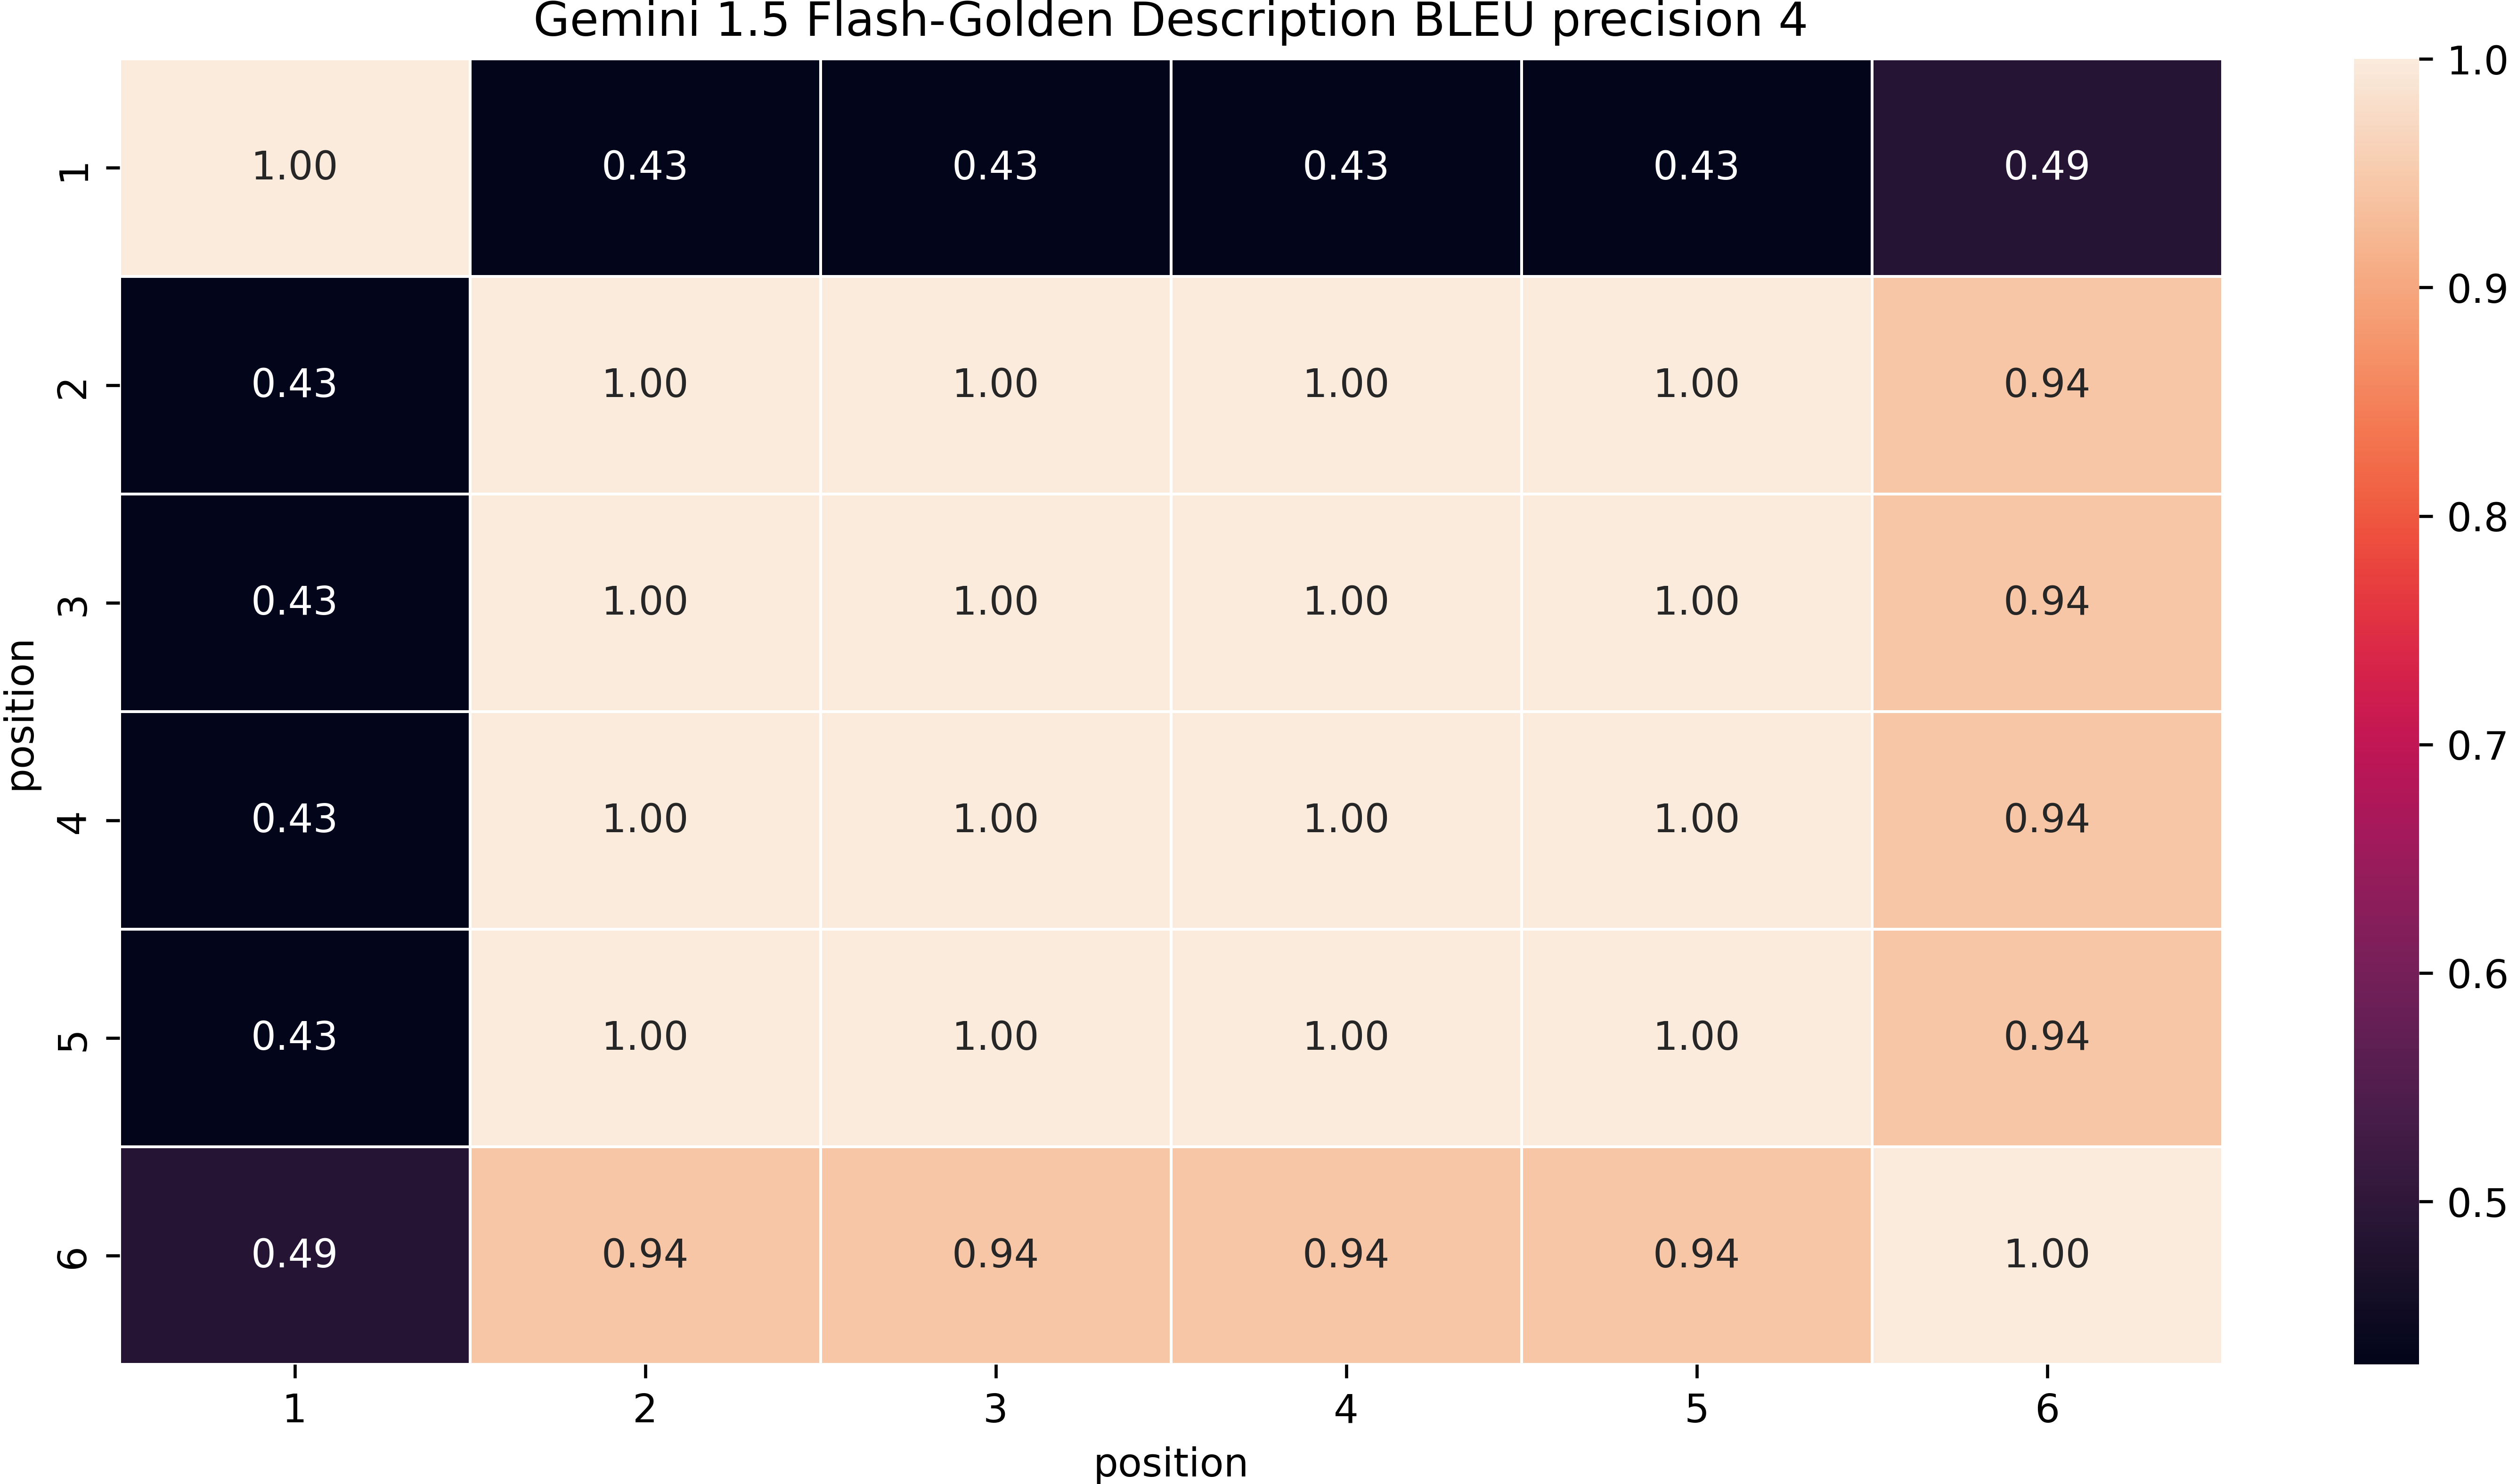 Gemini 1.5 Flash-Golden Description BLEU precision 4
1 1.00 0.43 0.43 0.43 0.43 0.49
2 0.43 1.00 1.00 1.00 1.00 0.94
3 0.43 1.00 1.00 1.00 1.00 0.94
4 0.43 1.00 1.00 1.00 1.00 0.94
5 0.43 1.00 1.00 1.00 1.00 0.94
6 0.49 0.94 0.94 0.94 0.94 1.00
1 2 3 4 5 6
position
position
1.0
0.9
0.8
0.7
0.6
0.5